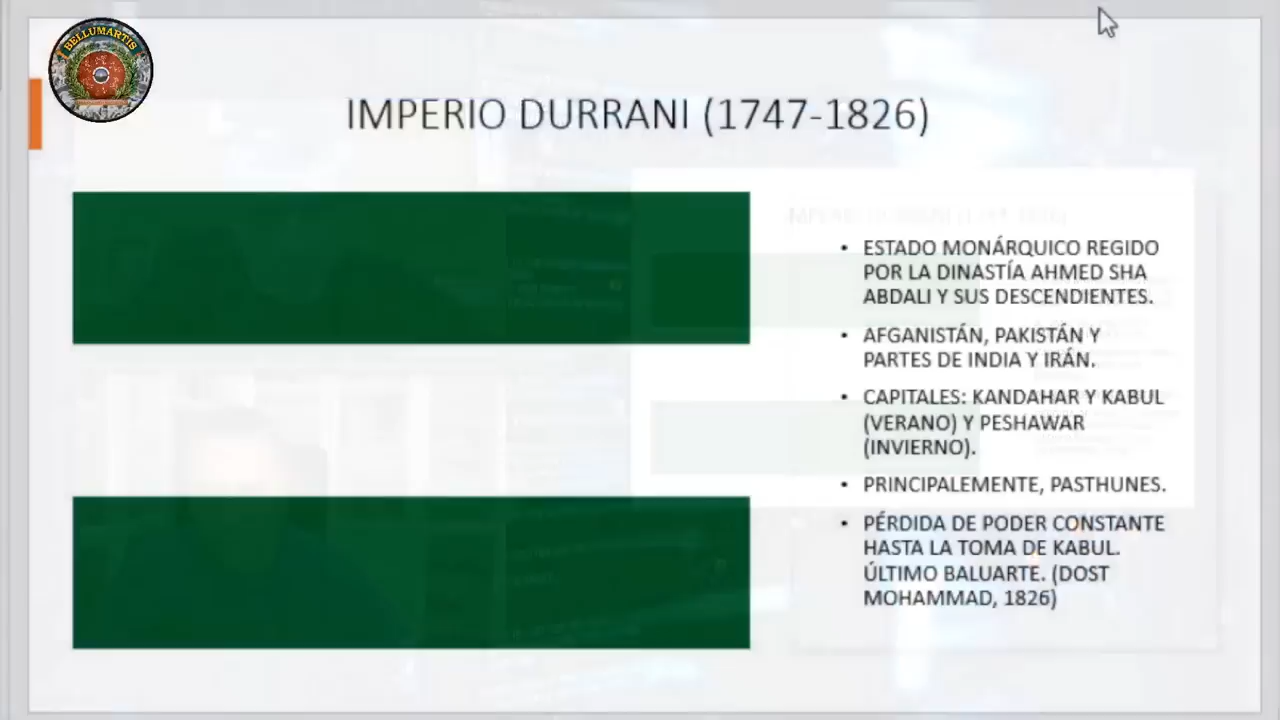 BELLUMARTIS
IMPERIO DURRANI (1747-1826)
• ESTADO MONÁRQUICO REGIDO
POR LA DINASTÍA AHMED SHA
ABDALI Y SUS DESCENDIENTES.
• AFGANISTÁN, PAKISTÁN Y
PARTES DE INDIA Y IRÁN.
• CAPITALES: KANDAHAR Y KABUL
(VERANO) Y PESHAWAR
(INVIERNO).
• PRINCIPALEMENTE, PASTHUNES.
• PÉRDIDA DE PODER CONSTANTE
HASTA LA TOMA DE KABUL.
ÚLTIMO BALUARTE. (DOST
MOHAMMAD, 1826)